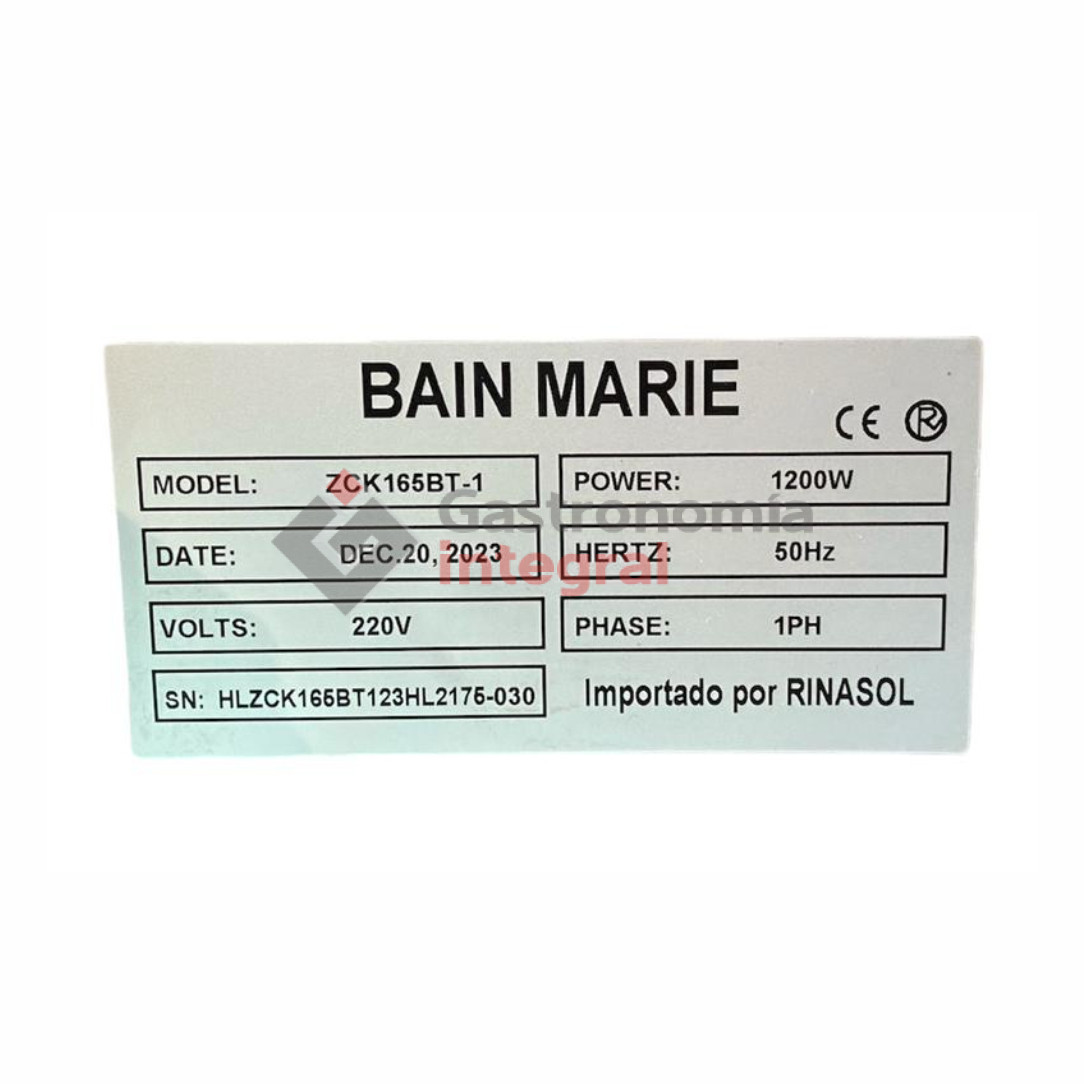 BAIN MARIE
CE R
MODEL: ZCK165BT-1
POWER: 1200W
DATE: DEC.20, 2023
HERTZ: 50Hz
VOLTS: 220V
PHASE: 1PH
SN: HLZCK165BT123HL2175-030
Importado por RINASOL
Gastronomía
integral